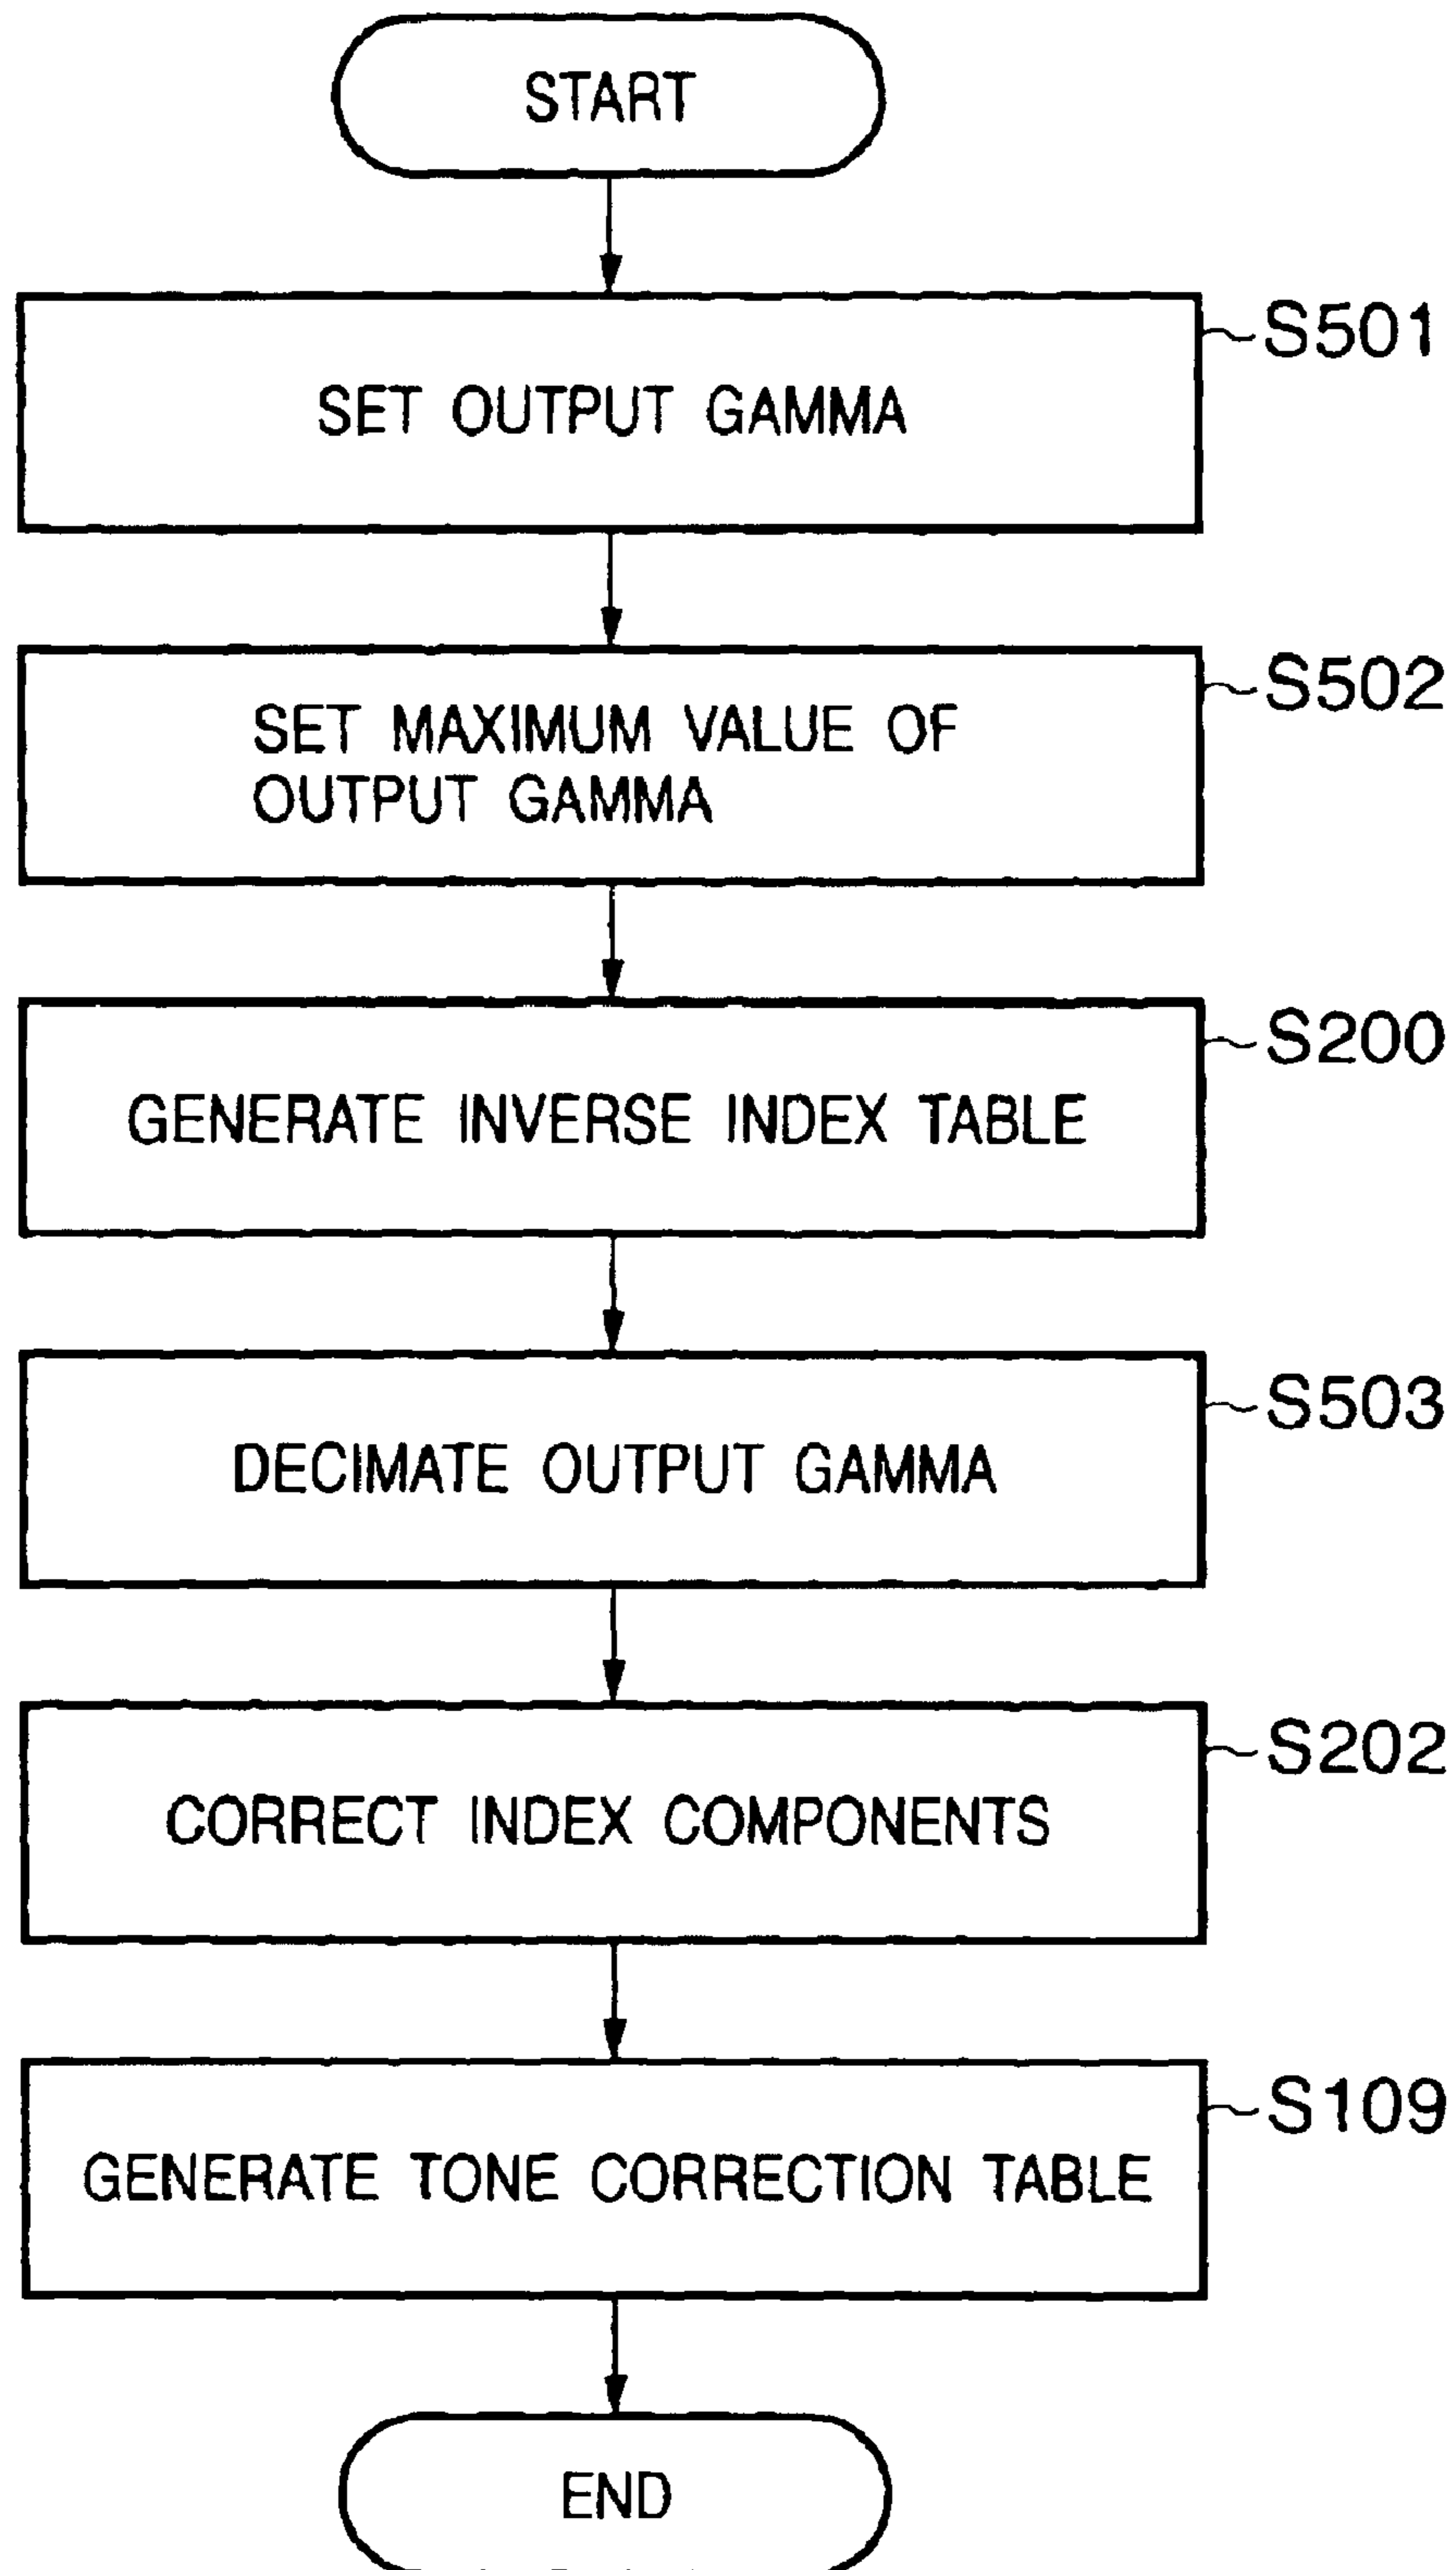 START
S501
SET OUTPUT GAMMA
S502
SET MAXIMUM VALUE OF
OUTPUT GAMMA
S200
GENERATE INVERSE INDEX TABLE
S503
DECIMATE OUTPUT GAMMA
S202
CORRECT INDEX COMPONENTS
S109
GENERATE TONE CORRECTION TABLE
END